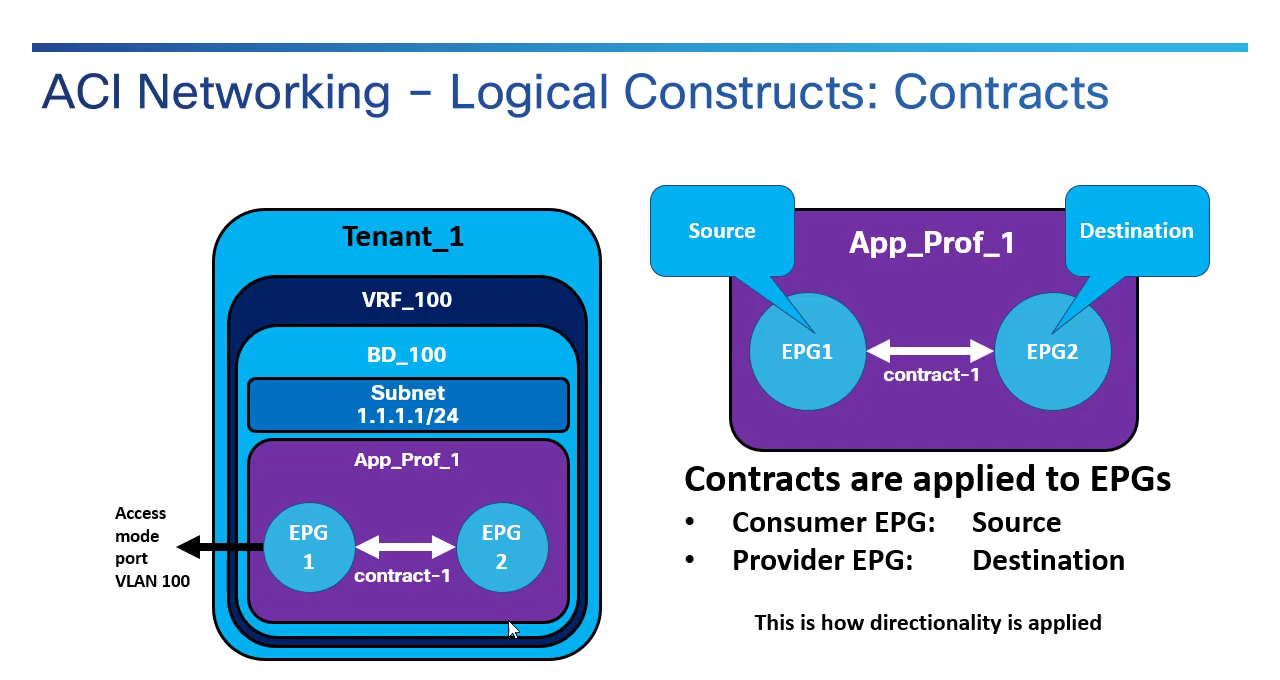 ACI Networking – Logical Constructs: Contracts
Tenant_1
VRF_100
BD_100
Subnet
1.1.1.1/24
App_Prof_1
EPG
1
contract-1
EPG
2
Access
mode
port
VLAN 100
Source
App_Prof_1
Destination
EPG1
contract-1
EPG2
Contracts are applied to EPGs
• Consumer EPG: Source
• Provider EPG: Destination
This is how directionality is applied